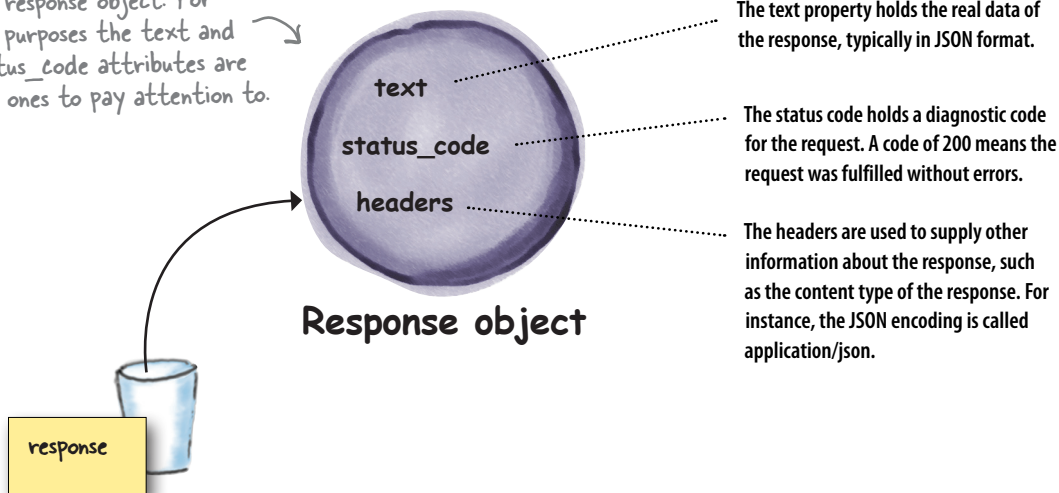 response object. For
purposes the text and
tus_code attributes are
ones to pay attention to.
text
status_code
headers
Response object
response
The text property holds the real data of
the response, typically in JSON format.
The status code holds a diagnostic code
for the request. A code of 200 means the
request was fulfilled without errors.
The headers are used to supply other
information about the response, such
as the content type of the response. For
instance, the JSON encoding is called
application/json.